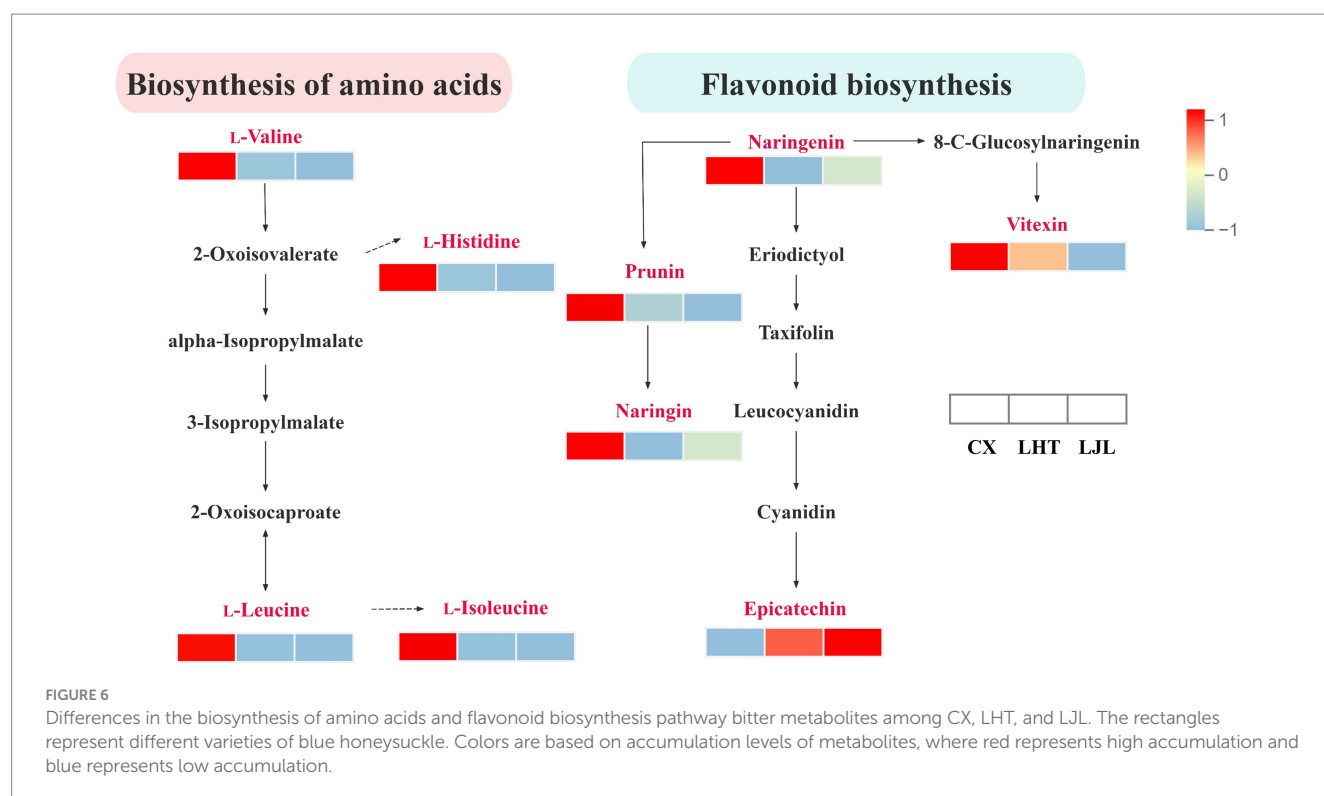 Biosynthesis of amino acids
Flavonoid biosynthesis
L-Valine
2-Oxoisovalerate
L-Histidine
alpha-Isopropylmalate
3-Isopropylmalate
2-Oxoisocaproate
L-Leucine
L-Isoleucine
Naringenin
8-C-Glucosylnaringenin
Vitexin
Eriodictyol
Prunin
Taxifolin
Naringin
Leucocyanidin
Cyanidin
Epicatechin
1
0
−1
CX LHT LJL
FIGURE 6
Differences in the biosynthesis of amino acids and flavonoid biosynthesis pathway bitter metabolites among CX, LHT, and LJL. The rectangles
represent different varieties of blue honeysuckle. Colors are based on accumulation levels of metabolites, where red represents high accumulation and
blue represents low accumulation.